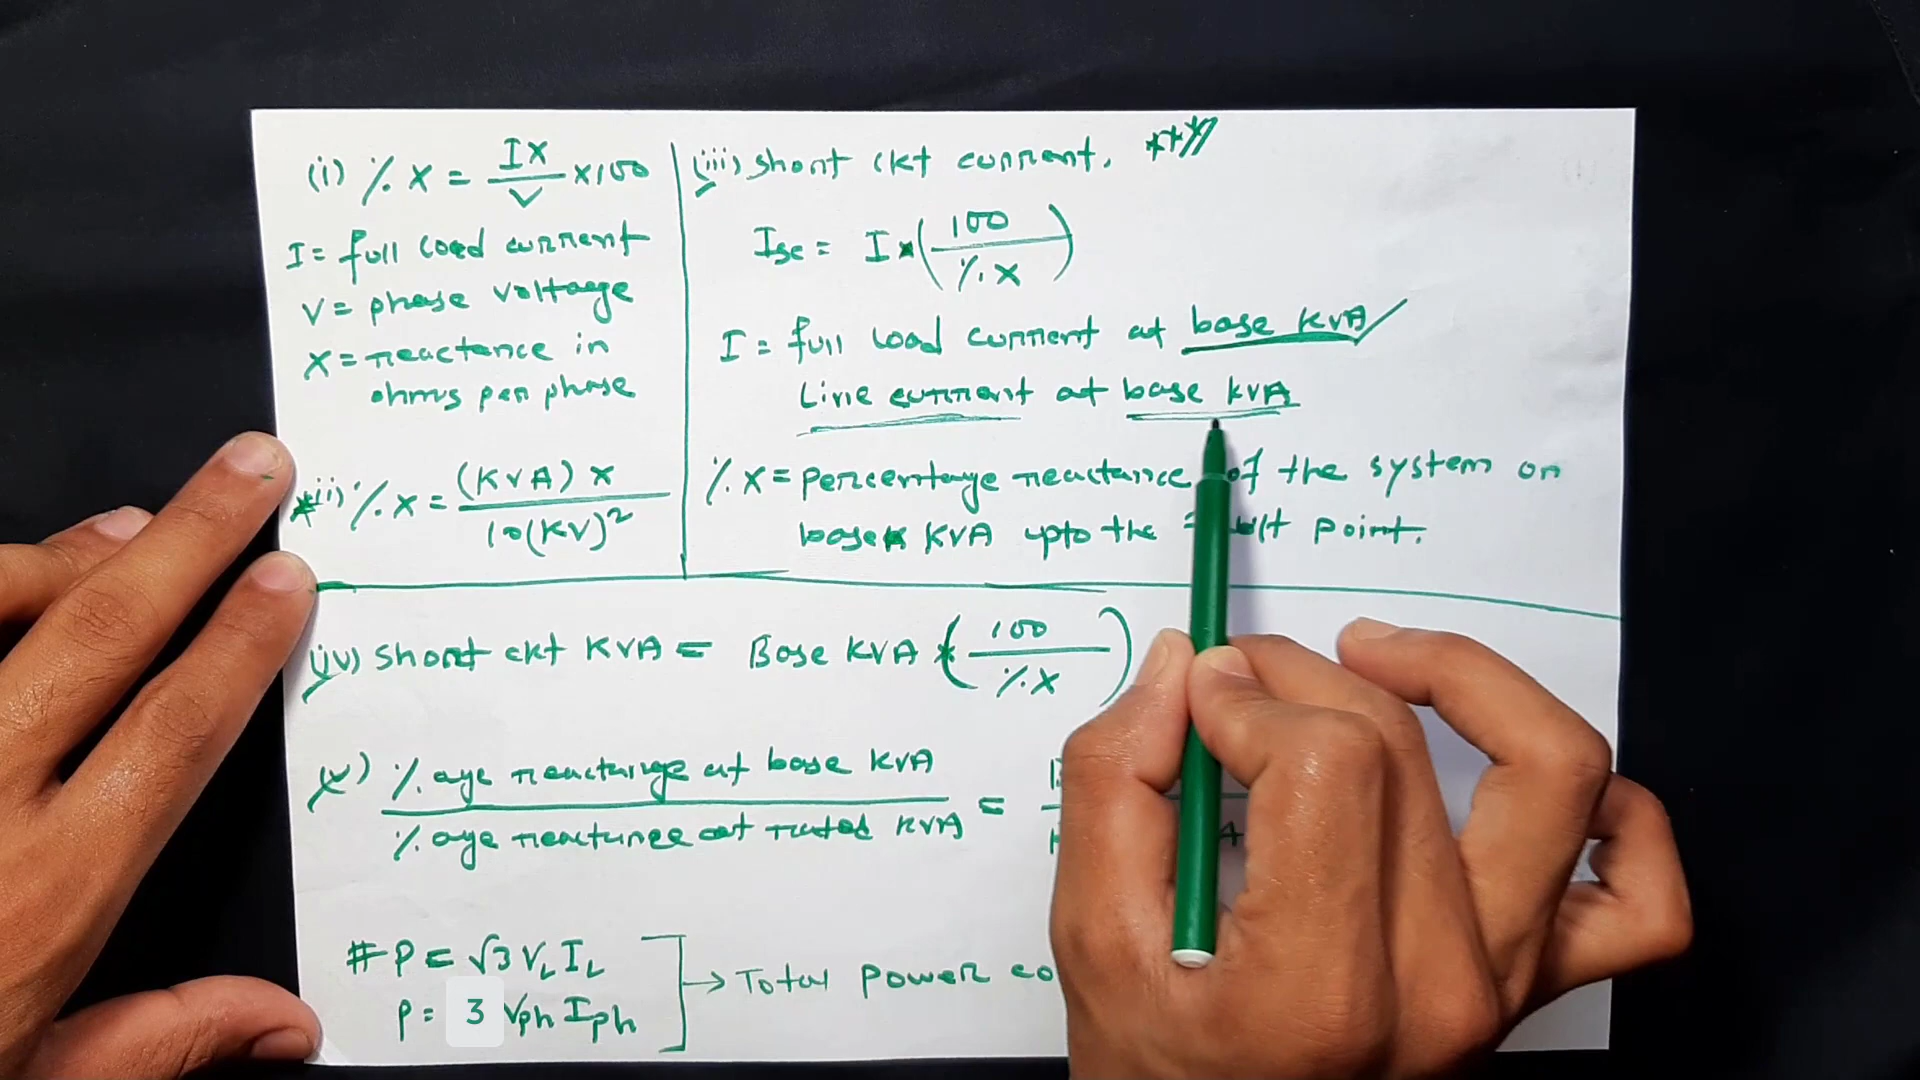 (i) % X = IX / V × 100
I = full load current
V = phase voltage
X = reactance in
ohms per phase
*ii) % X = (KVA) X / 10(KV)²
(iii) short ckt current. **
Isc = I * (100 / % X)
I = full load current at base KVA
Line current at base KVA
% X = percentage reactance of the system on
base KVA upto the point.
(iv) short ckt KVA = Base KVA * (100 / % X)
(v) % age reactance at base KVA / % age reactance at rated KVA =
# P = √3 VL IL
P = 3 Vph Iph
→ Total power